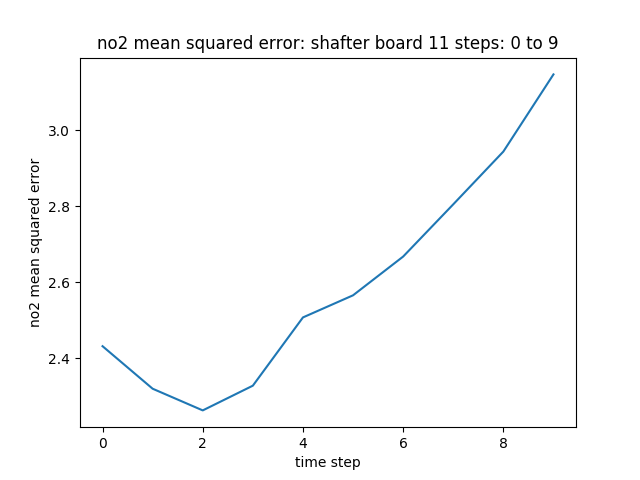 no2 mean squared error: shafter board 11 steps: 0 to 9
3.0
2.8
2.6
2.4
no2 mean squared error
0 2 4 6 8
time step